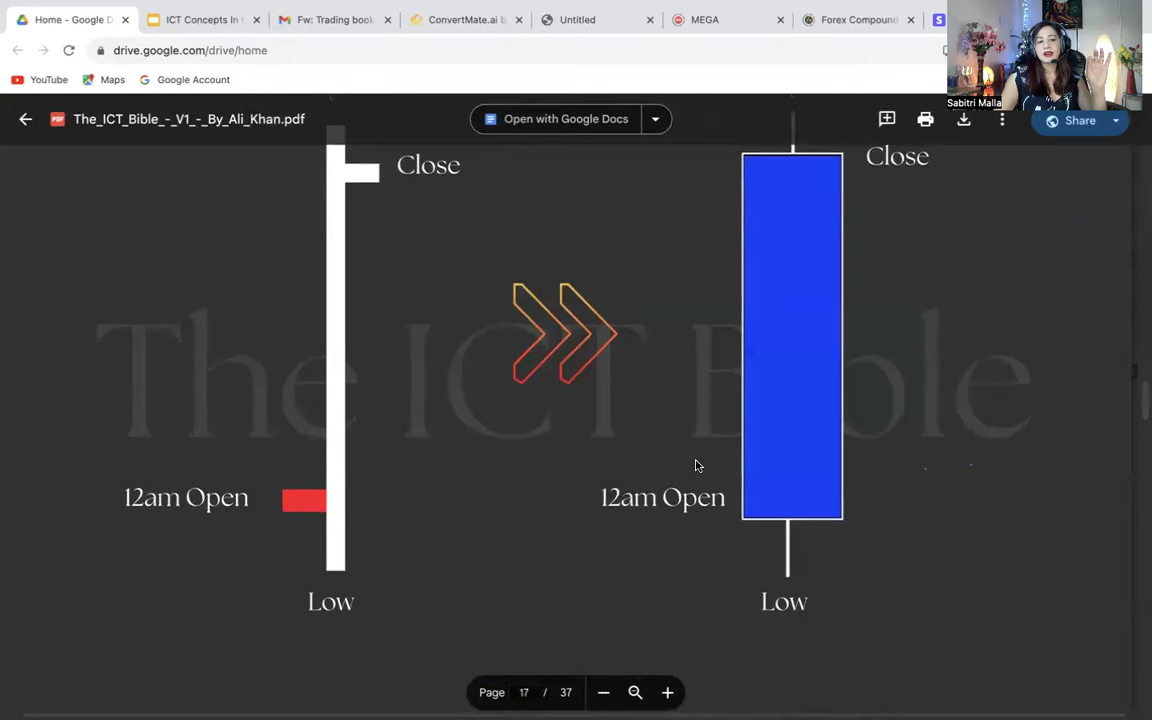 Home - Google D
ICT Concepts In
Fw: Trading book
ConvertMate.ai b
Untitled
MEGA
Forex Compound
S
drive.google.com/drive/home
YouTube
Maps
Google Account
Sabitri Malla
PDF
The_ICT_Bible_-_V1_-_By_Ali_Khan.pdf
Open with Google Docs
Share
Close
Close
The ICT Bible
12am Open
12am Open
Low
Low
Page 17 / 37